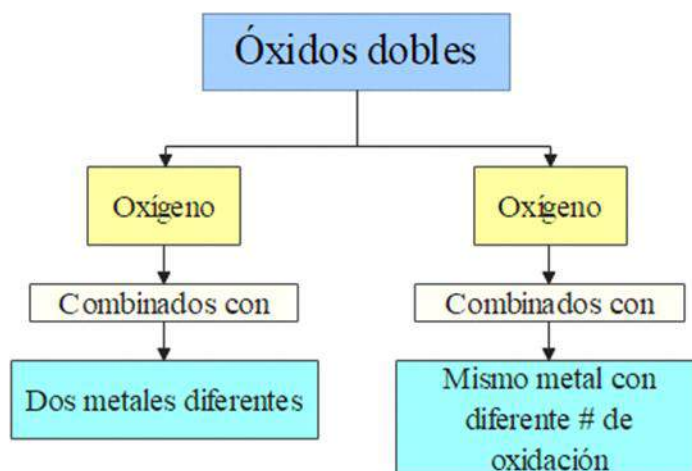 Óxidos dobles
Oxígeno
Oxígeno
Combinados con
Combinados con
Dos metales diferentes
Mismo metal con
diferente # de
oxidación